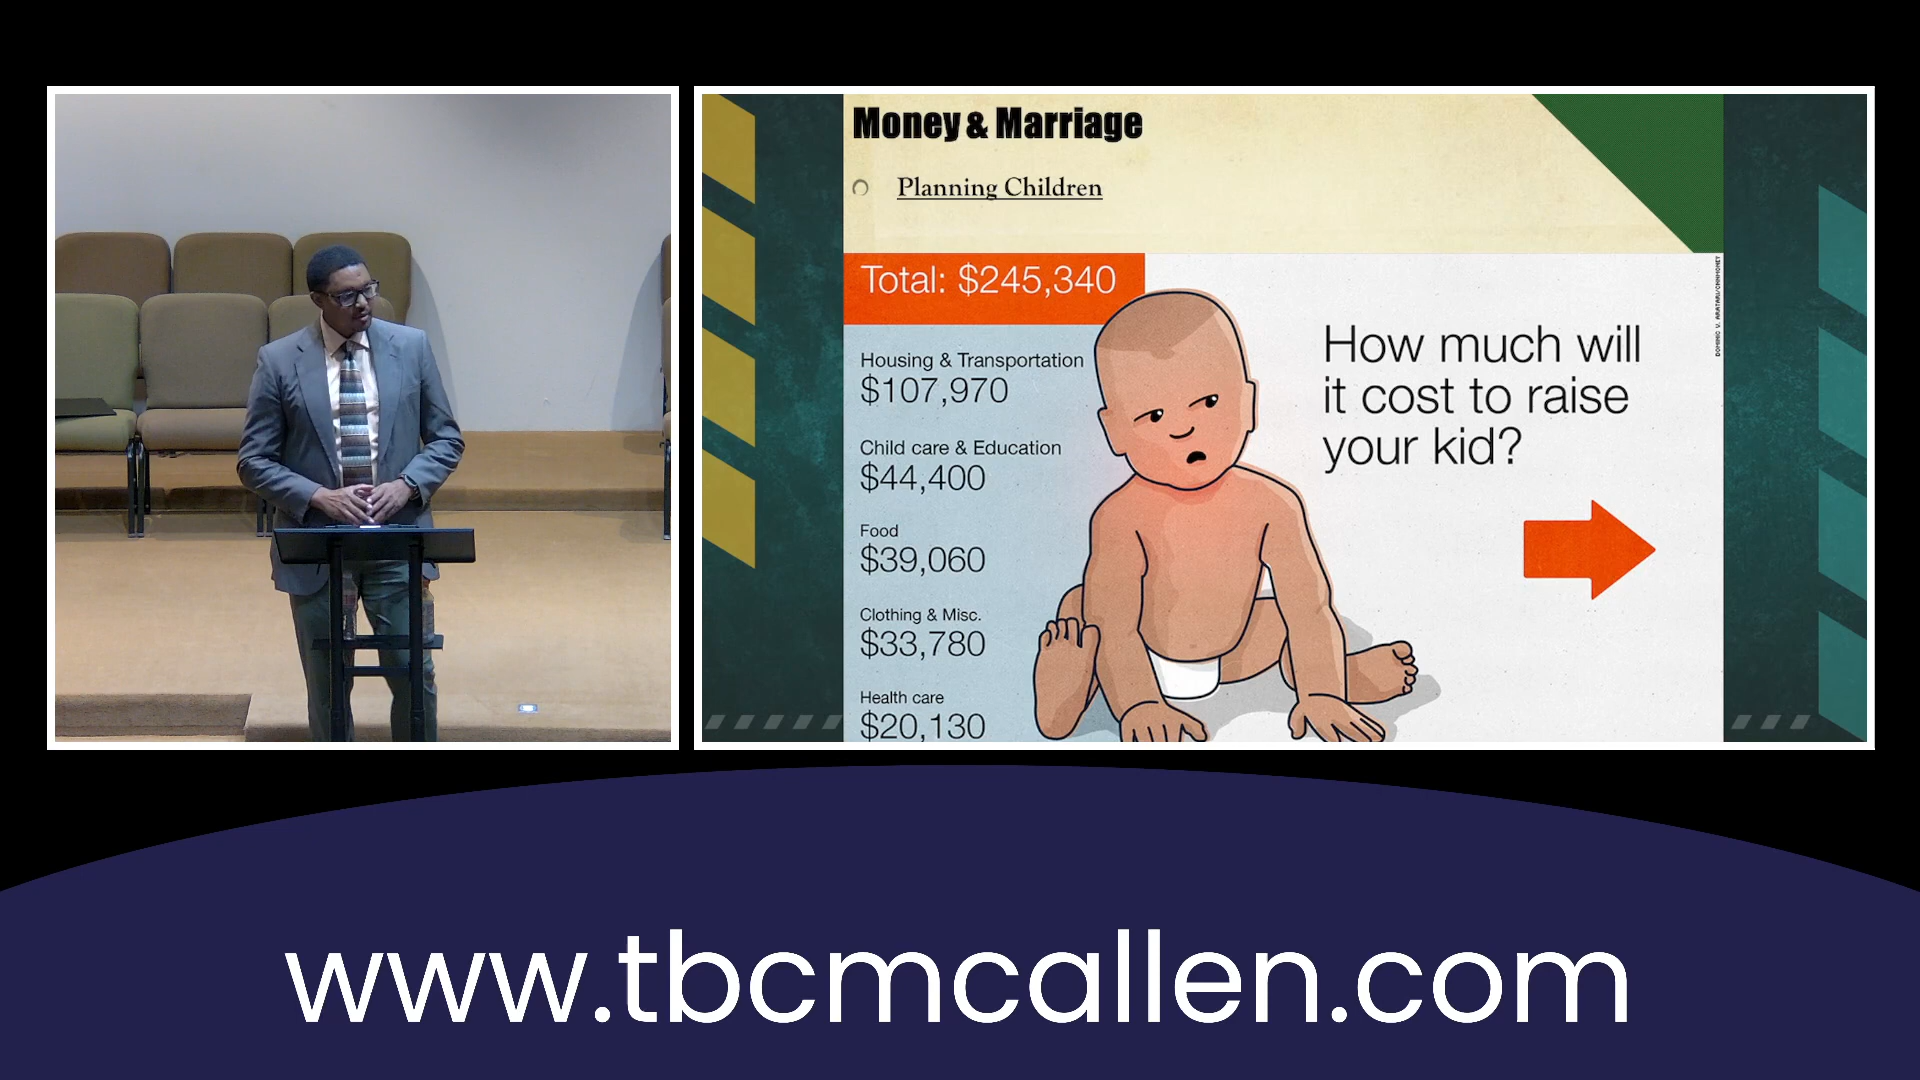 Money & Marriage
Planning Children
Total: $245,340
Housing & Transportation
$107,970
Child care & Education
$44,400
Food
$39,060
Clothing & Misc.
$33,780
Health care
$20,130
How much will
it cost to raise
your kid?
www.tbcmcallen.com